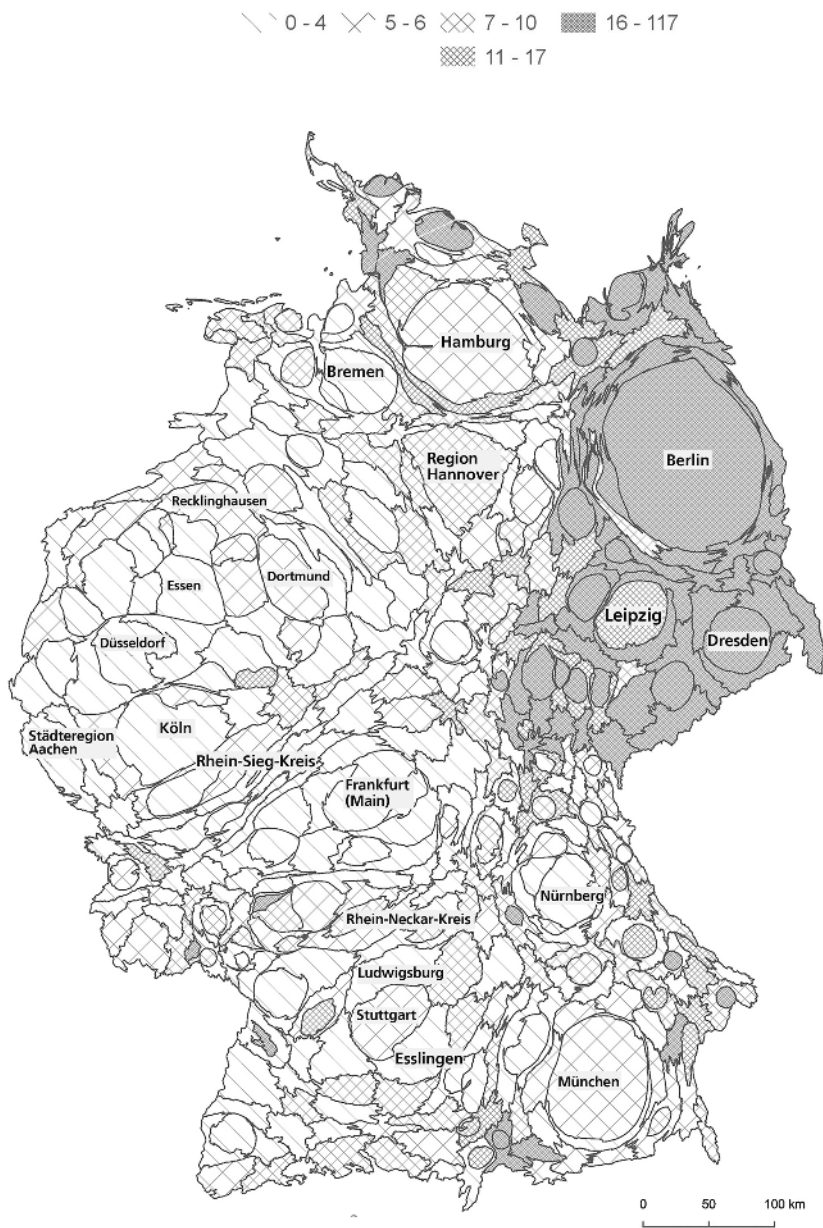 0 - 4 5 - 6 7 - 10 16 - 117
11 - 17
Hamburg
Bremen
Region
Hannover
Berlin
Recklinghausen
Essen
Dortmund
Leipzig
Düsseldorf
Dresden
Städteregion
Aachen
Köln
Rhein-Sieg-Kreis
Frankfurt
(Main)
Nürnberg
Rhein-Neckar-Kreis
Ludwigsburg
Stuttgart
Esslingen
München
0 50 100 km